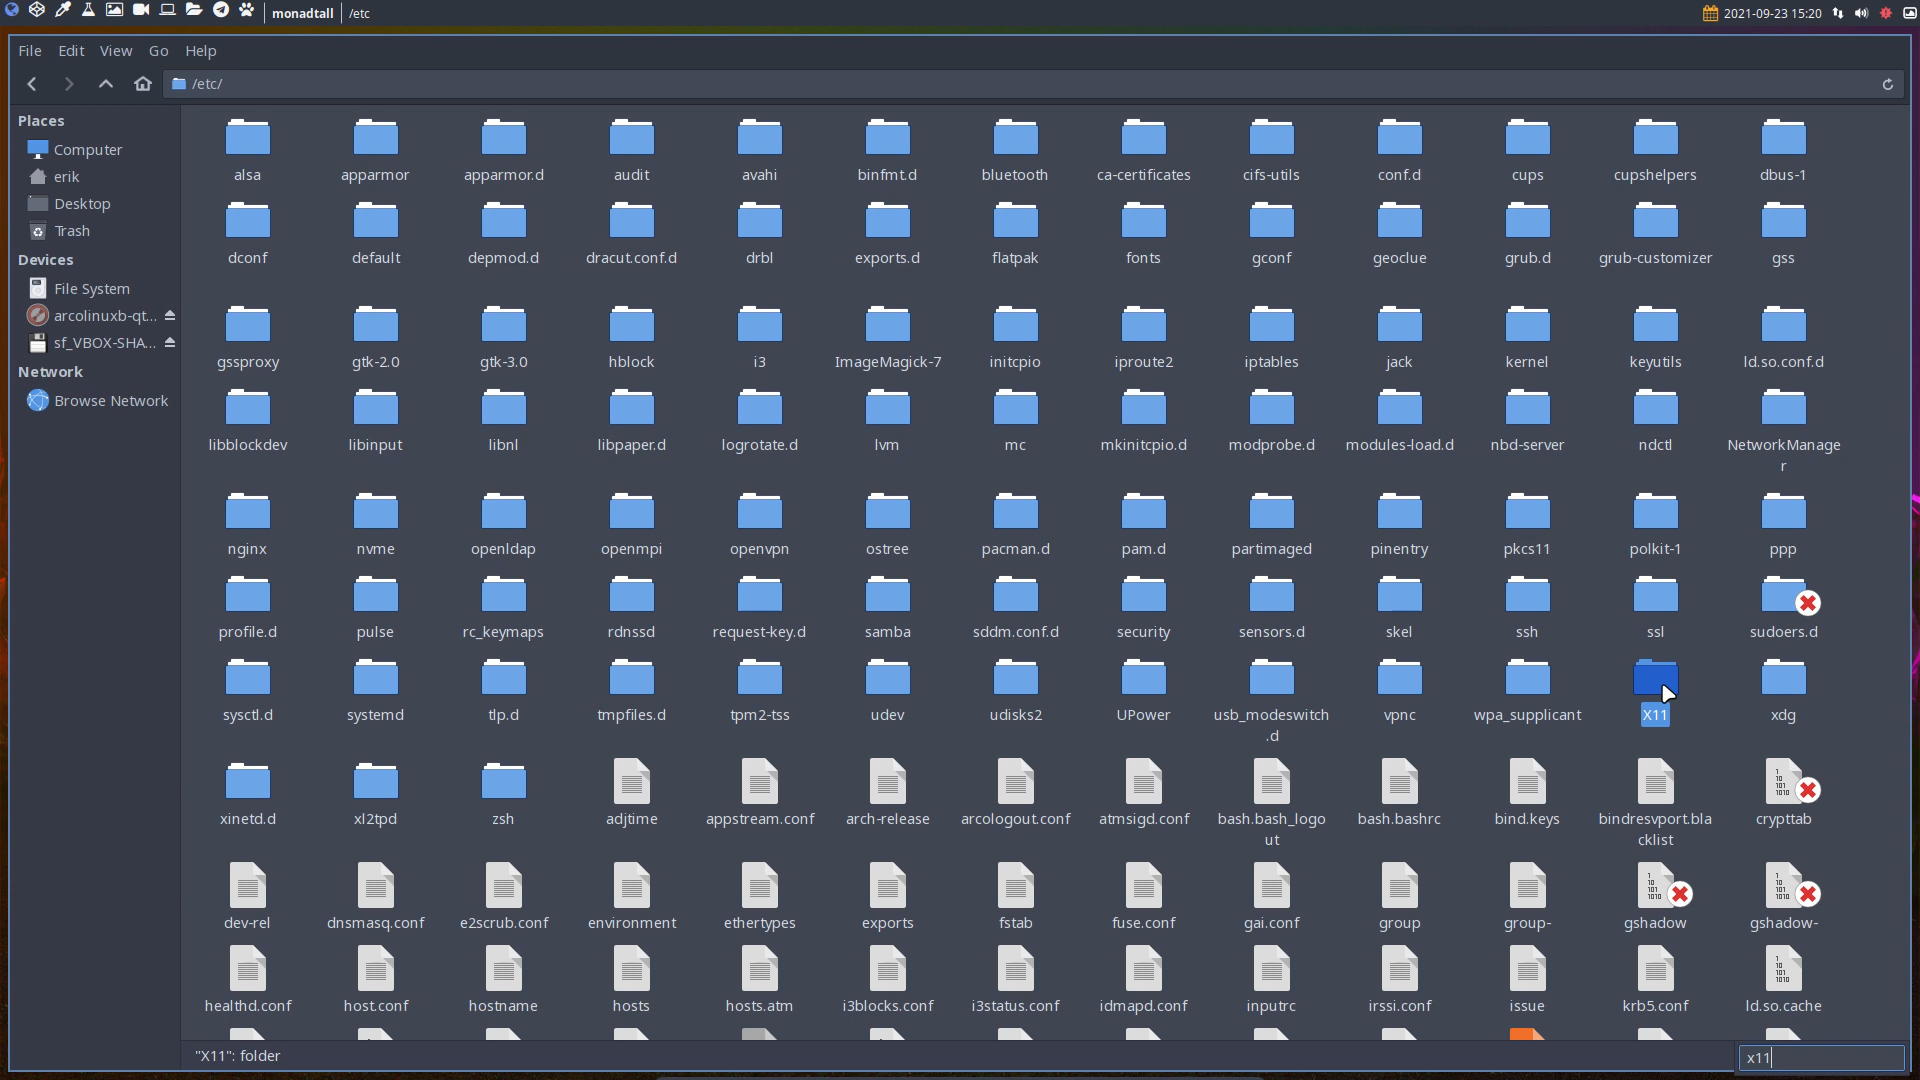 monadtall /etc 2021-09-23 15:20
File Edit View Go Help
/etc/
Places
Computer
erik
Desktop
Trash
Devices
File System
arcolinuxb-qt...
sf_VBOX-SHA...
Network
Browse Network
alsa apparmor apparmor.d audit avahi binfmt.d bluetooth ca-certificates cifs-utils conf.d cups cupshelpers dbus-1
dconf default depmod.d dracut.conf.d drbl exports.d flatpak fonts gconf geoclue grub.d grub-customizer gss
gssproxy gtk-2.0 gtk-3.0 hblock i3 ImageMagick-7 initcpio iproute2 iptables jack kernel keyutils ld.so.conf.d
libblockdev libinput libnl libpaper.d logrotate.d lvm mc mkinitcpio.d modprobe.d modules-load.d nbd-server ndctl NetworkManage
r
nginx nvme openldap openmpi openvpn ostree pacman.d pam.d partimaged pinentry pkcs11 polkit-1 ppp
profile.d pulse rc_keymaps rdnssd request-key.d samba sddm.conf.d security sensors.d skel ssh ssl sudoers.d
sysctl.d systemd tlp.d tmpfiles.d tpm2-tss udev udisks2 UPower usb_modeswitch vpnc wpa_supplicant X11 xdg
.d
xinetd.d xl2tpd zsh adjtime appstream.conf arch-release arcologout.conf atmsigd.conf bash.bash_logo bash.bashrc bind.keys bindresvport.bla crypttab
ut cklist
dev-rel dnsmasq.conf e2scrub.conf environment ethertypes exports fstab fuse.conf gai.conf group group- gshadow gshadow-
healthd.conf host.conf hostname hosts hosts.atm i3blocks.conf i3status.conf idmapd.conf inputrc irssi.conf issue krb5.conf ld.so.cache
"X11": folder x11